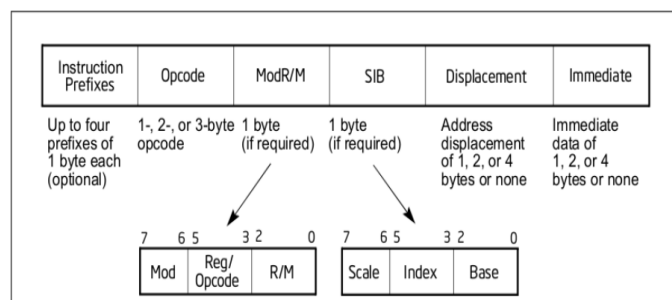 Instruction Prefixes
Opcode
ModR/M
SIB
Displacement
Immediate
Up to four
prefixes of
1 byte each
(optional)
1-, 2-, or 3-byte
opcode
1 byte
(if required)
1 byte
(if required)
Address
displacement
of 1, 2, or 4
bytes or none
Immediate
data of
1, 2, or 4
bytes or none
7 6 5 3 2 0
Mod
Reg/
Opcode
R/M
7 6 5 3 2 0
Scale
Index
Base